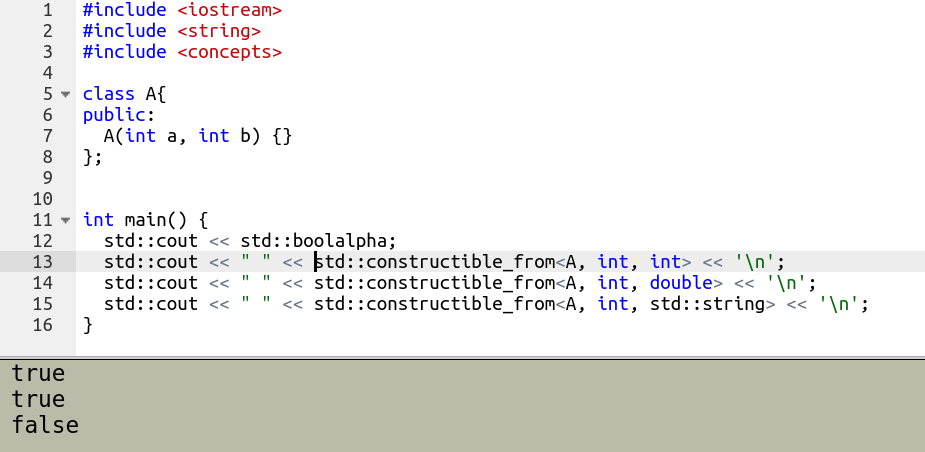 1 #include <iostream>
2 #include <string>
3 #include <concepts>
4
5 class A{
6 public:
7   A(int a, int b) {}
8 };
9
10
11 int main() {
12   std::cout << std::boolalpha;
13   std::cout << " " << std::constructible_from<A, int, int> << '\n';
14   std::cout << " " << std::constructible_from<A, int, double> << '\n';
15   std::cout << " " << std::constructible_from<A, int, std::string> << '\n';
16 }
true
true
false